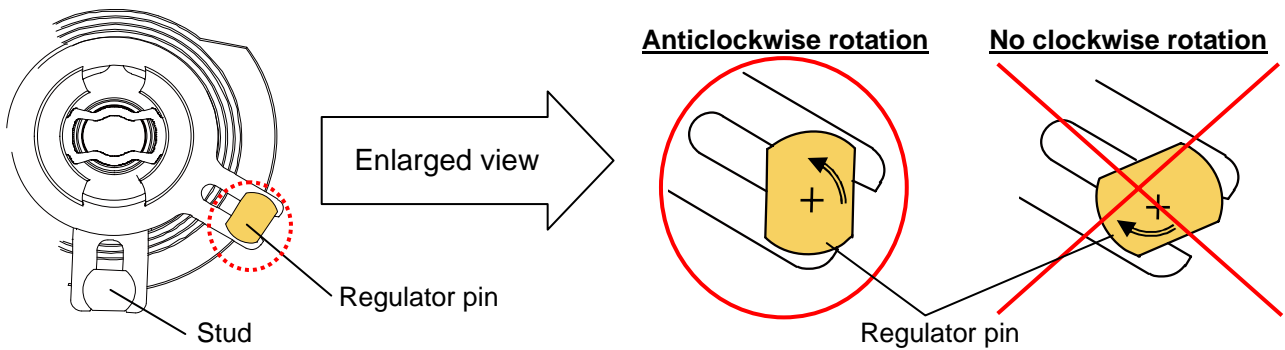 Anticlockwise rotation
No clockwise rotation
Enlarged view
Regulator pin
Stud
Regulator pin